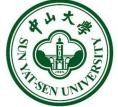 中山大學
SUN YAT-SEN UNIVERSITY